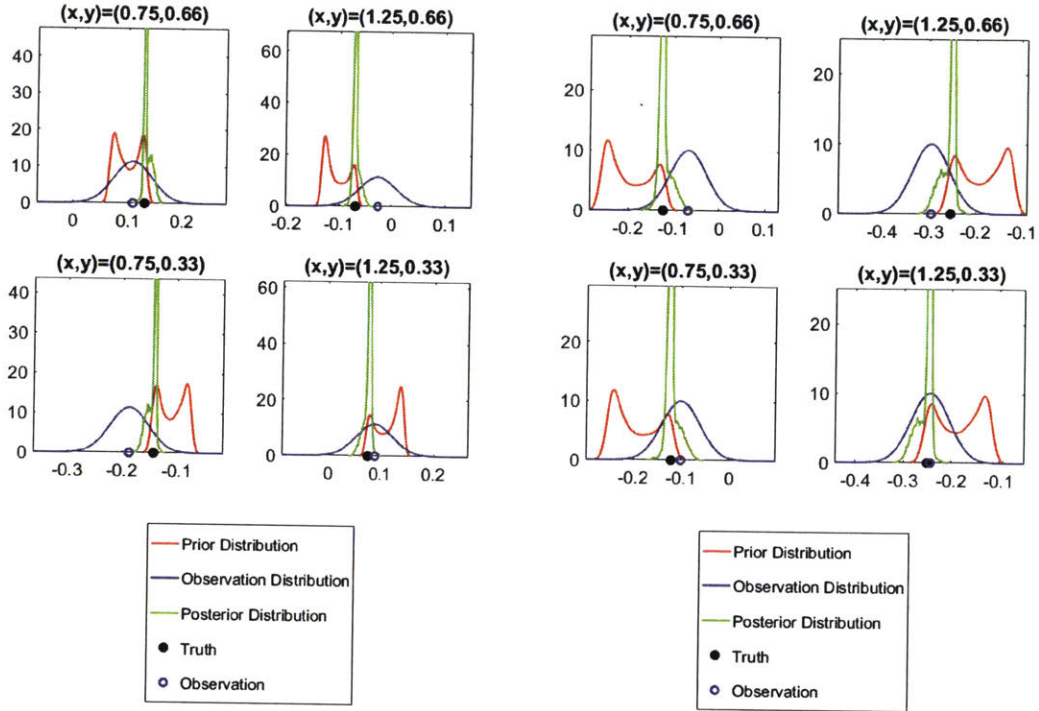 (x,y)=(0.75,0.66)
40
30
20
10
0
0 0.1 0.2
(x,y)=(1.25,0.66)
60
40
20
0
-0.2 -0.1 0 0.1
(x,y)=(0.75,0.66)
20
10
0
-0.2 -0.1 0 0.1
(x,y)=(1.25,0.66)
20
10
0
-0.4 -0.3 -0.2 -0.1
(x,y)=(0.75,0.33)
40
30
20
10
0
-0.3 -0.2 -0.1
(x,y)=(1.25,0.33)
60
40
20
0
0 0.1 0.2
(x,y)=(0.75,0.33)
20
10
0
-0.2 -0.1 0
(x,y)=(1.25,0.33)
20
10
0
-0.4 -0.3 -0.2 -0.1
Prior Distribution
Observation Distribution
Posterior Distribution
Truth
Observation
Prior Distribution
Observation Distribution
Posterior Distribution
Truth
Observation